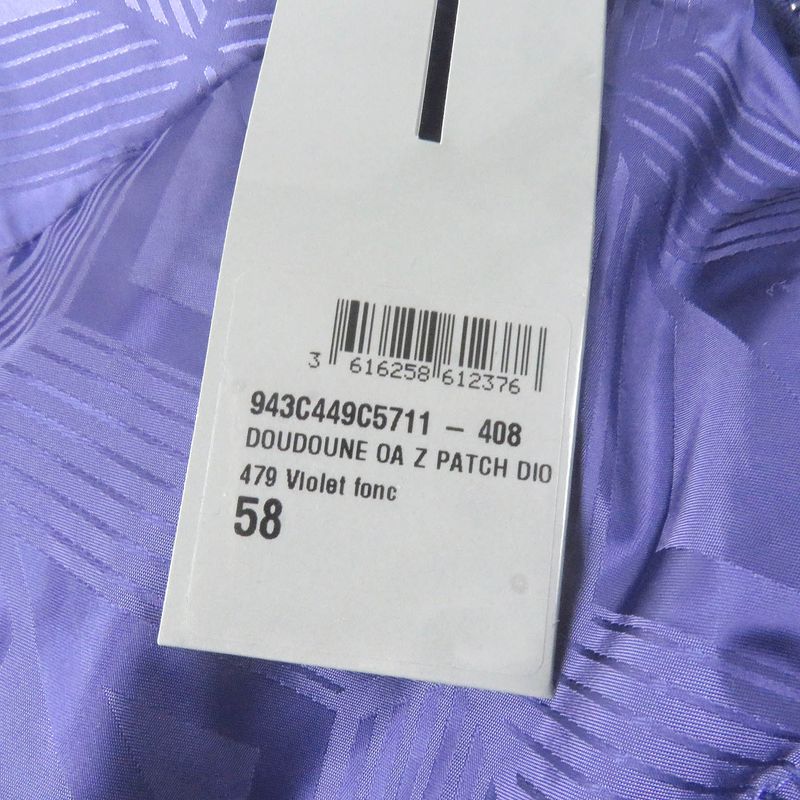 3 616258 612376
943C449C5711 - 408
DOUDOUNE OA Z PATCH DIO
479 Violet fonc
58